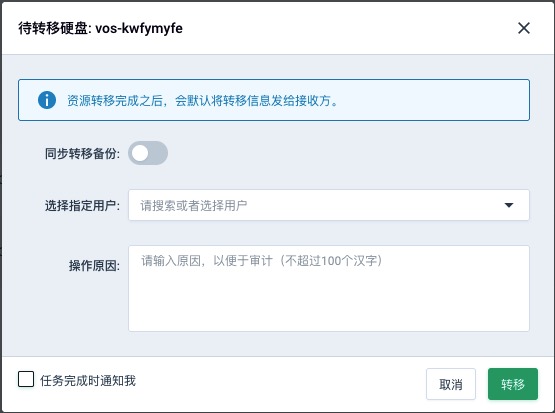 待转移硬盘: vos-kwfymyfe
资源转移完成之后，会默认将转移信息发给接收方。
同步转移备份:
选择指定用户: 请搜索或者选择用户
操作原因: 请输入原因，以便于审计（不超过100个汉字）
任务完成时通知我 取消 转移